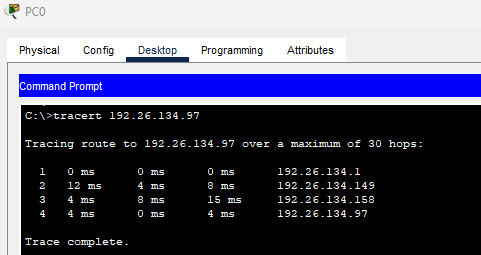 PC0
Physical Config Desktop Programming Attributes
Command Prompt
C:\>tracert 192.26.134.97
Tracing route to 192.26.134.97 over a maximum of 30 hops:
1 0 ms 0 ms 0 ms 192.26.134.1
2 12 ms 4 ms 8 ms 192.26.134.149
3 4 ms 8 ms 15 ms 192.26.134.158
4 4 ms 0 ms 4 ms 192.26.134.97
Trace complete.